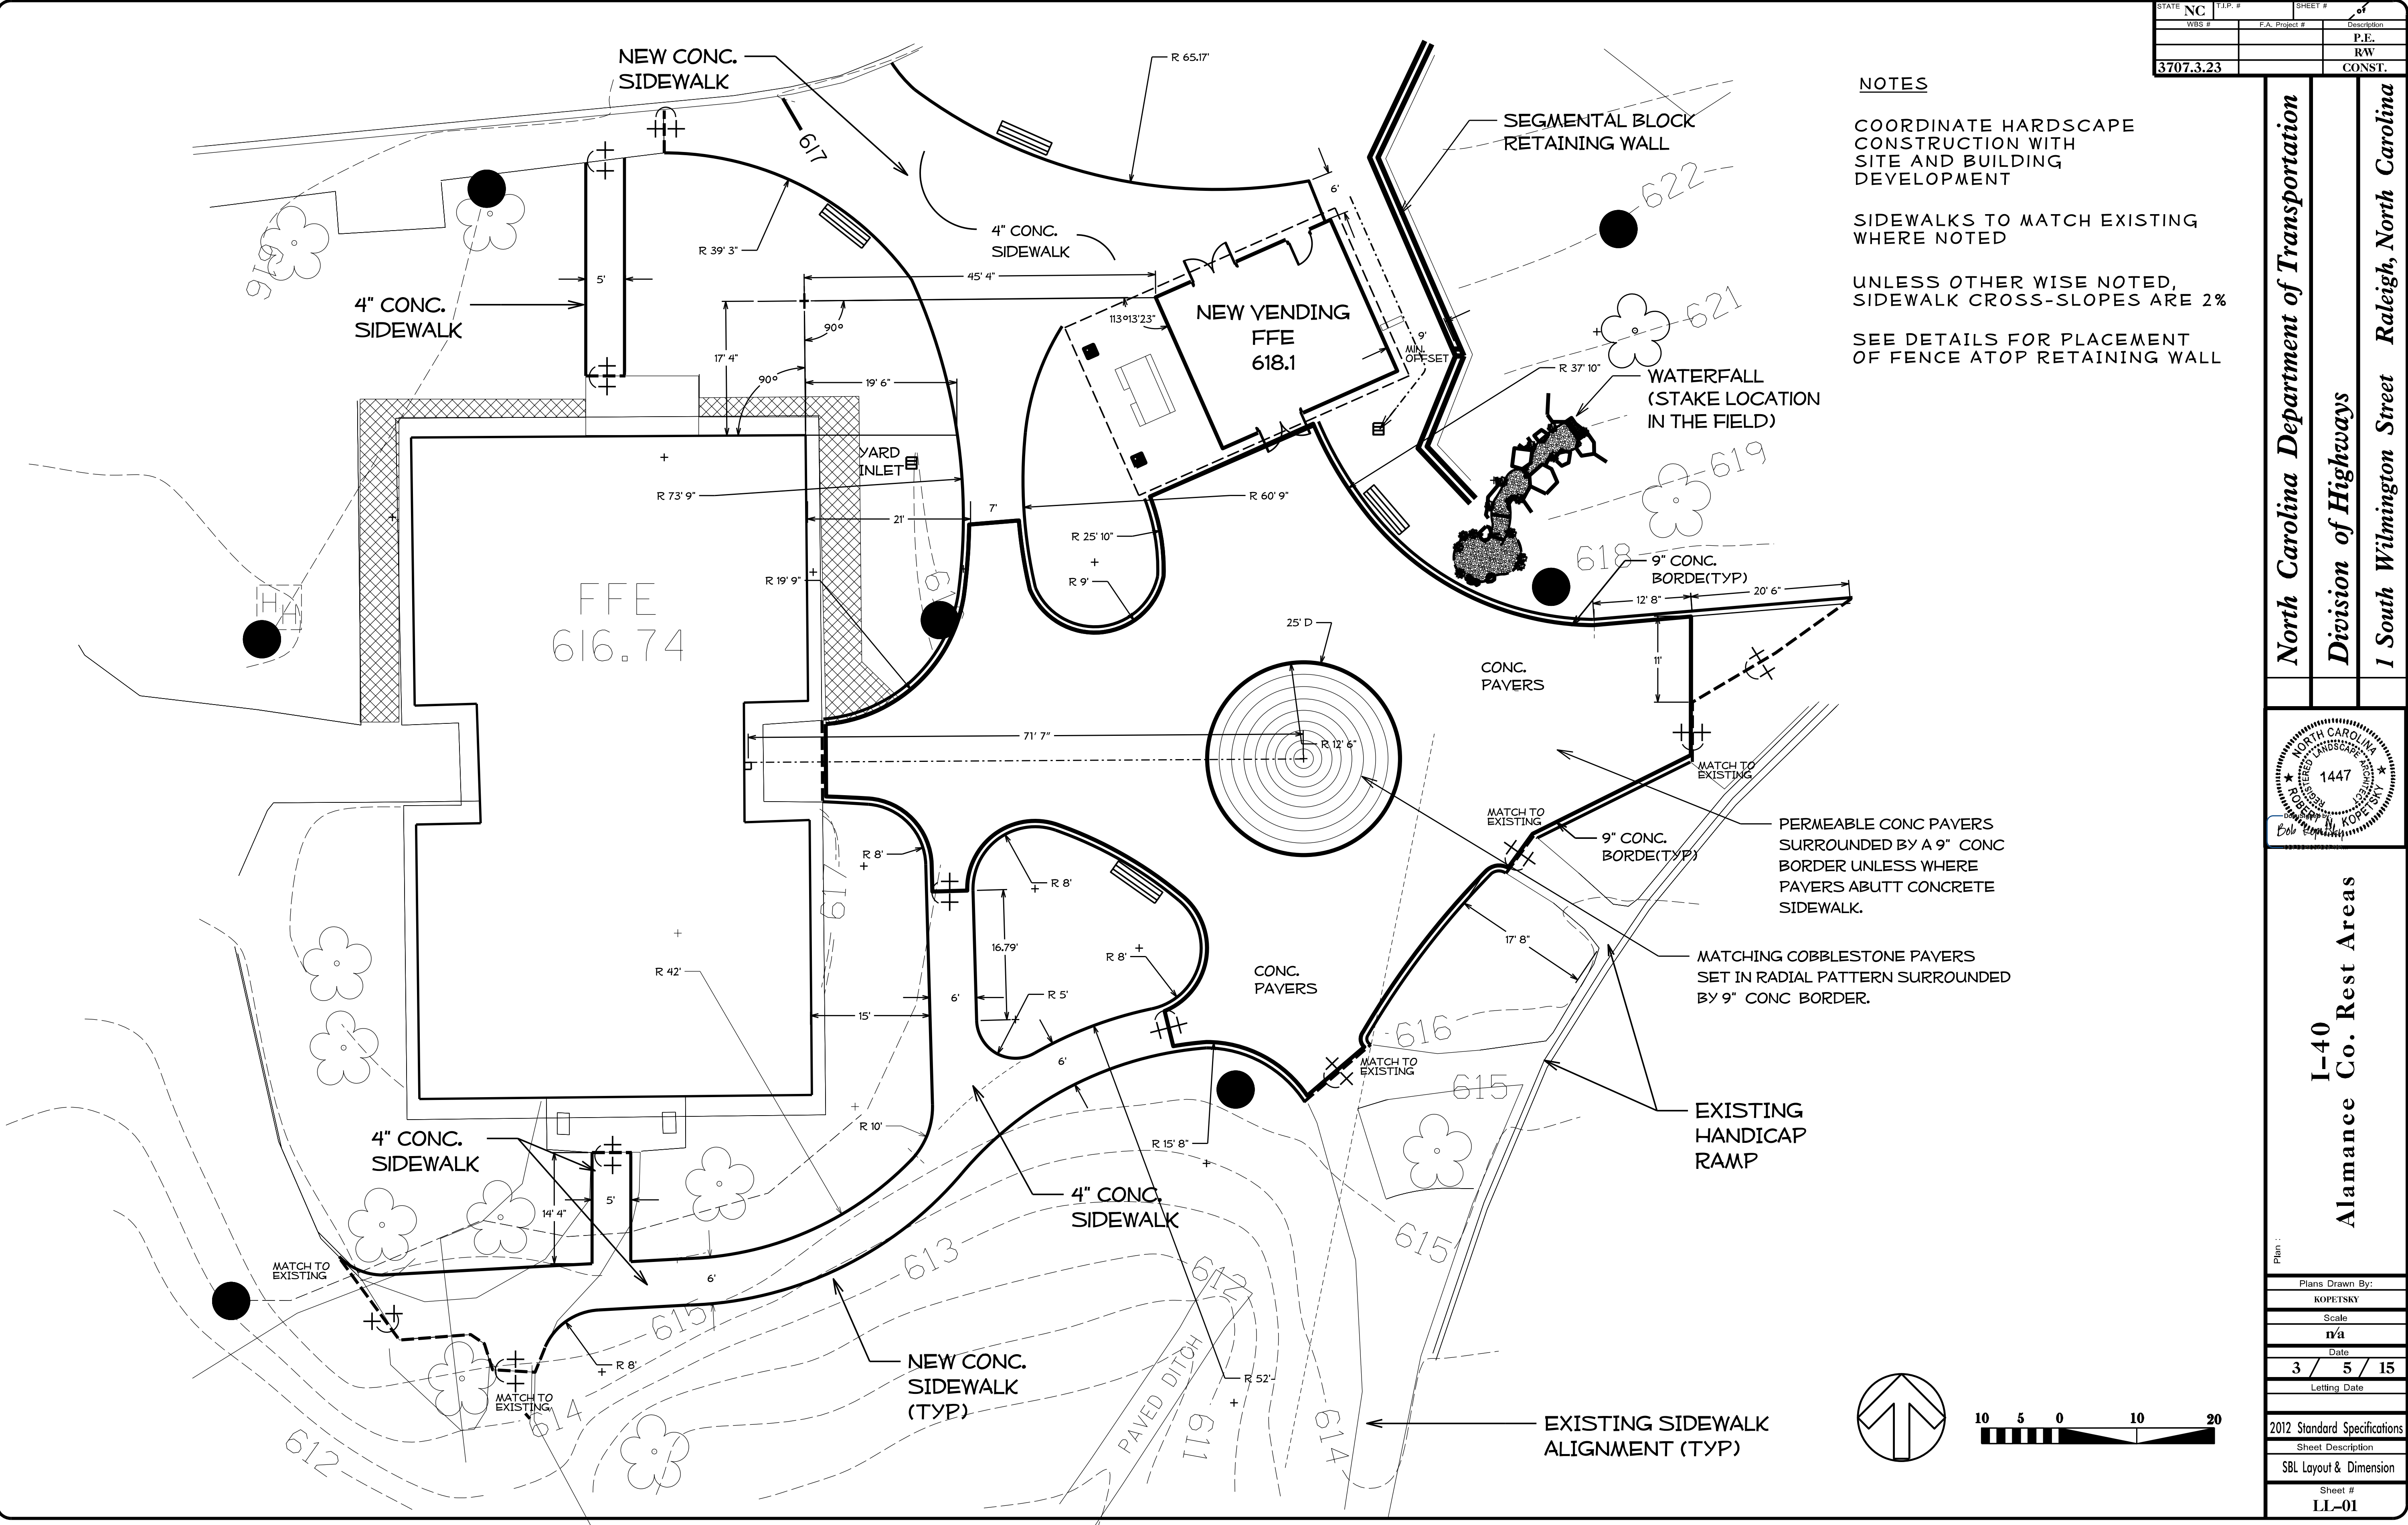 STATE NC
T.I.P. #
SHEET #
of
WBS #
F.A. Project #
Description
P.E.
R/W
3707.3.23
CONST.
North Carolina Department of Transportation
Division of Highways
1 South Wilmington Street Raleigh, North Carolina
NORTH CAROLINA
REGISTERED LANDSCAPE ARCHITECT
1447
ROBERT N. KOPETSKY
I-40
Alamance Co. Rest Areas
Plan :
Plans Drawn By:
KOPETSKY
Scale
n/a
Date
3 / 5 / 15
Letting Date
2012 Standard Specifications
Sheet Description
SBL Layout & Dimension
Sheet #
LL-01
NOTES
COORDINATE HARDSCAPE
CONSTRUCTION WITH
SITE AND BUILDING
DEVELOPMENT
SIDEWALKS TO MATCH EXISTING
WHERE NOTED
UNLESS OTHER WISE NOTED,
SIDEWALK CROSS-SLOPES ARE 2%
SEE DETAILS FOR PLACEMENT
OF FENCE ATOP RETAINING WALL
NEW CONC.
SIDEWALK
R 65.17'
SEGMENTAL BLOCK
RETAINING WALL
617
622
6'
616
R 39' 3"
4" CONC.
SIDEWALK
5'
45' 4"
4" CONC.
SIDEWALK
113°13'23"
NEW VENDING
FFE
618.1
90°
17' 4"
90°
19' 6"
9'
MIN.
OFFSET
621
R 37' 10"
WATERFALL
(STAKE LOCATION
IN THE FIELD)
YARD
INLET
619
R 73' 9"
R 60' 9"
21'
7'
R 25' 10"
R 9'
R 19' 9"
618
9" CONC.
BORDE(TYP)
12' 8"
20' 6"
HH
FFE
616.74
25' D
11'
CONC.
PAVERS
71' 7"
R 12' 6"
MATCH TO
EXISTING
MATCH TO
EXISTING
9" CONC.
BORDE(TYP)
PERMEABLE CONC PAVERS
SURROUNDED BY A 9" CONC
BORDER UNLESS WHERE
PAVERS ABUTT CONCRETE
SIDEWALK.
R 8'
R 8'
617
16.79'
R 8'
17' 8"
MATCHING COBBLESTONE PAVERS
SET IN RADIAL PATTERN SURROUNDED
BY 9" CONC BORDER.
R 42'
CONC.
PAVERS
6'
R 5'
15'
616
6'
MATCH TO
EXISTING
615
EXISTING
HANDICAP
RAMP
R 10'
R 15' 8"
4" CONC.
SIDEWALK
4" CONC.
SIDEWALK
14' 4"
5'
615
613
612
MATCH TO
EXISTING
6'
615
R 8'
NEW CONC.
SIDEWALK
(TYP)
R 52'
MATCH TO
EXISTING
614
612
PAVED DITCH
611
614
EXISTING SIDEWALK
ALIGNMENT (TYP)
10 5 0 10 20